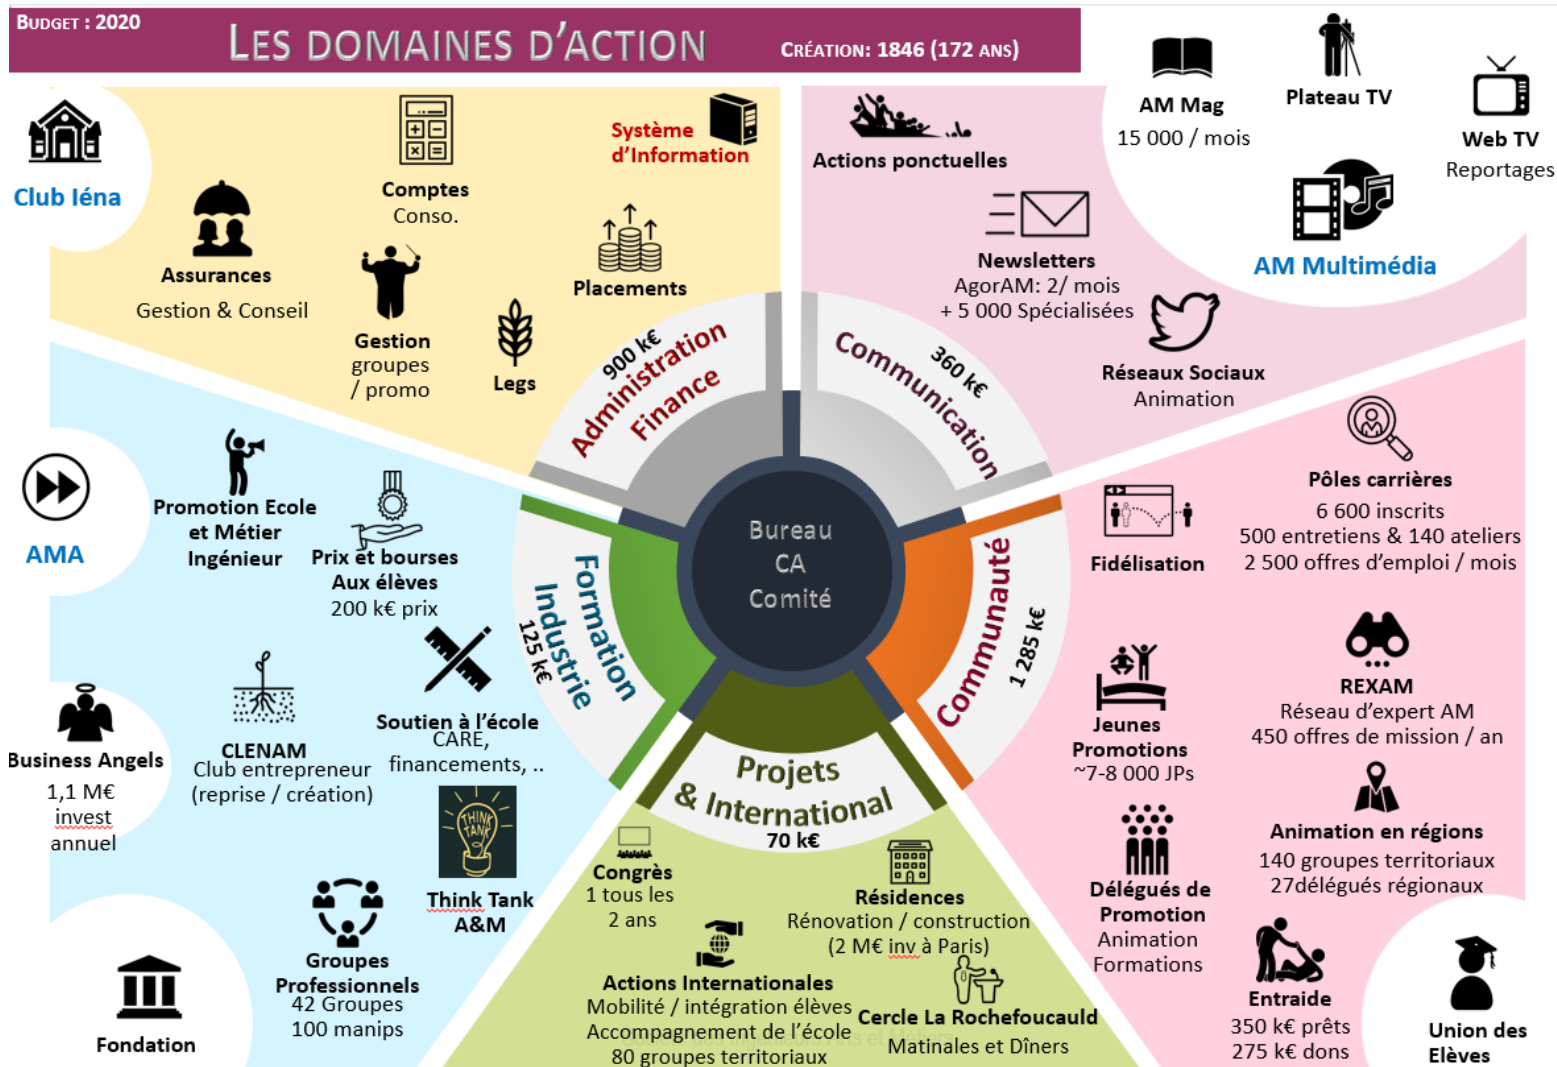 BUDGET : 2020
LES DOMAINES D'ACTION
CRÉATION: 1846 (172 ANS)
Club Iéna
Assurances
Gestion & Conseil
Comptes
Conso.
Gestion
groupes
/ promo
Système
d'Information
Placements
Legs
900 k€
Administration
Finance
Actions ponctuelles
Newsletters
AgorAM: 2/ mois
+ 5 000 Spécialisées
Réseaux Sociaux
Animation
AM Mag
15 000 / mois
Plateau TV
Web TV
Reportages
AM Multimédia
Communication
360 k€
AMA
Promotion Ecole
et Métier
Ingénieur
Prix et bourses
Aux élèves
200 k€ prix
Business Angels
1,1 M€
invest
annuel
CLENAM
Club entrepreneur
(reprise / création)
Soutien à l'école
CARE,
financements, ..
THINK
TANK
Think Tank
A&M
Groupes
Professionnels
42 Groupes
100 manips
Fondation
Formation
Industrie
125 k€
Bureau
CA
Comité
Communauté
1 285 k€
Fidélisation
Pôles carrières
6 600 inscrits
500 entretiens & 140 ateliers
2 500 offres d'emploi / mois
Jeunes
Promotions
~7-8 000 JPs
REXAM
Réseau d'expert AM
450 offres de mission / an
Animation en régions
140 groupes territoriaux
27délégués régionaux
Délégués de
Promotion
Animation
Formations
Entraide
350 k€ prêts
275 k€ dons
Union des
Elèves
Projets
& International
70 k€
Congrès
1 tous les
2 ans
Résidences
Rénovation / construction
(2 M€ inv à Paris)
Actions Internationales
Mobilité / intégration élèves
Accompagnement de l'école
80 groupes territoriaux
Cercle La Rochefoucauld
Matinales et Dîners
Société des Ingénieurs Arts et Métiers